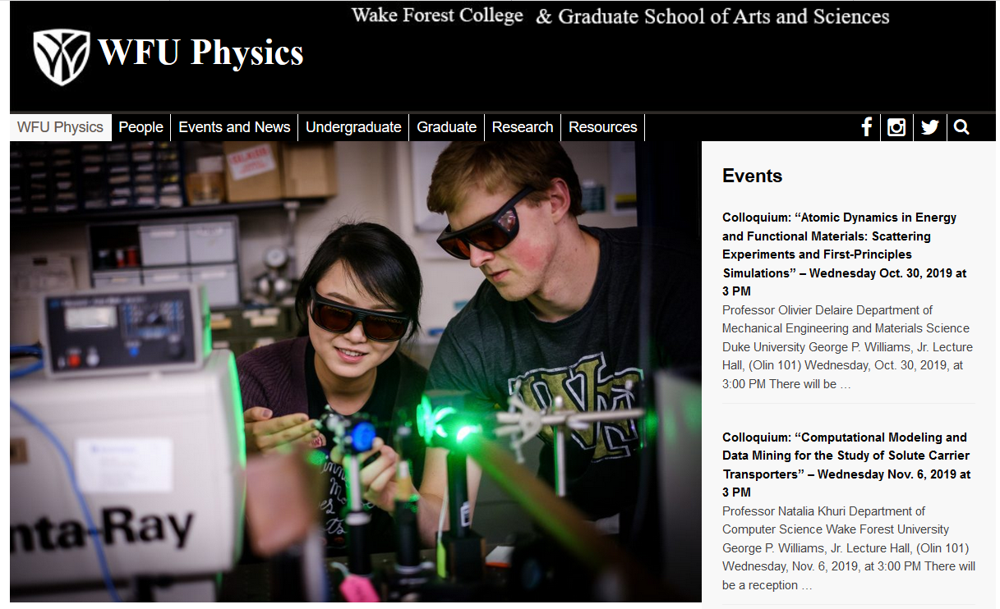 Wake Forest College & Graduate School of Arts and Sciences
WFU Physics
WFU Physics People Events and News Undergraduate Graduate Research Resources
Events
Colloquium: “Atomic Dynamics in Energy
and Functional Materials: Scattering
Experiments and First-Principles
Simulations” – Wednesday Oct. 30, 2019 at
3 PM
Professor Olivier Delaire Department of
Mechanical Engineering and Materials Science
Duke University George P. Williams, Jr. Lecture
Hall, (Olin 101) Wednesday, Oct. 30, 2019, at
3:00 PM There will be …
Colloquium: “Computational Modeling and
Data Mining for the Study of Solute Carrier
Transporters” – Wednesday Nov. 6, 2019 at
3 PM
Professor Natalia Khuri Department of
Computer Science Wake Forest University
George P. Williams, Jr. Lecture Hall, (Olin 101)
Wednesday, Nov. 6, 2019, at 3:00 PM There will
be a reception …
WF
nta-Ray